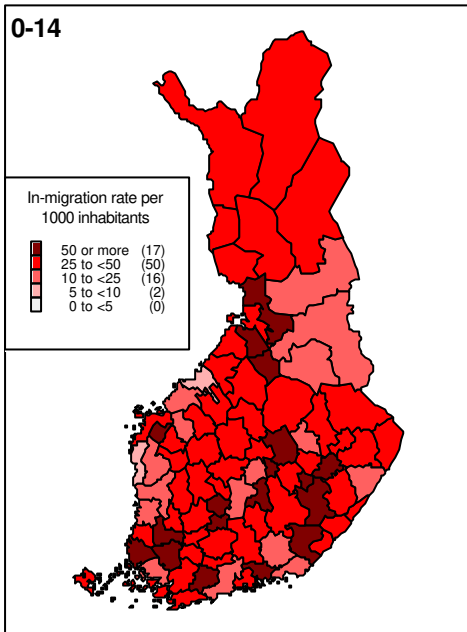 0-14
In-migration rate per
1000 inhabitants
50 or more (17)
25 to <50 (50)
10 to <25 (16)
5 to <10 (2)
0 to <5 (0)